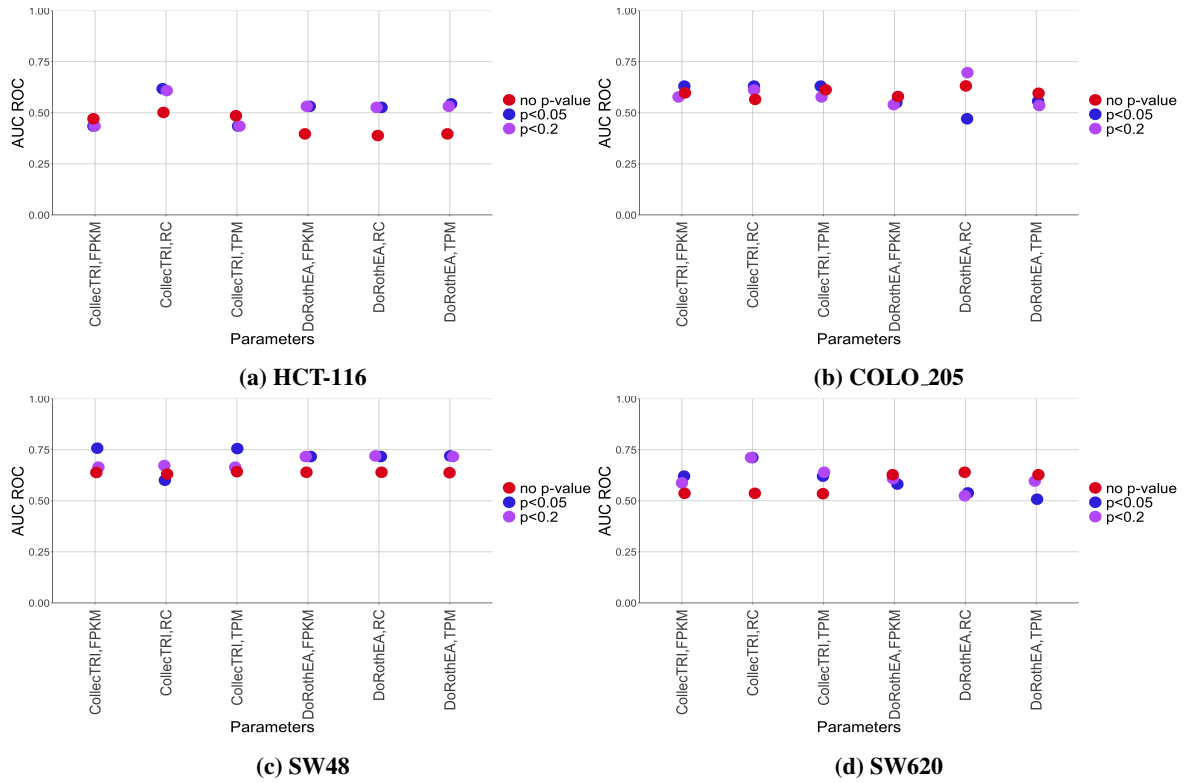 1.00
0.75
0.50
0.25
0.00
AUC ROC
no p-value
p<0.05
p<0.2
CollecTRI,FPKM
CollecTRI,RC
CollecTRI,TPM
DoRothEA,FPKM
DoRothEA,RC
DoRothEA,TPM
Parameters
(a) HCT-116
1.00
0.75
0.50
0.25
0.00
AUC ROC
no p-value
p<0.05
p<0.2
CollecTRI,FPKM
CollecTRI,RC
CollecTRI,TPM
DoRothEA,FPKM
DoRothEA,RC
DoRothEA,TPM
Parameters
(b) COLO_205
1.00
0.75
0.50
0.25
0.00
AUC ROC
no p-value
p<0.05
p<0.2
CollecTRI,FPKM
CollecTRI,RC
CollecTRI,TPM
DoRothEA,FPKM
DoRothEA,RC
DoRothEA,TPM
Parameters
(c) SW48
1.00
0.75
0.50
0.25
0.00
AUC ROC
no p-value
p<0.05
p<0.2
CollecTRI,FPKM
CollecTRI,RC
CollecTRI,TPM
DoRothEA,FPKM
DoRothEA,RC
DoRothEA,TPM
Parameters
(d) SW620